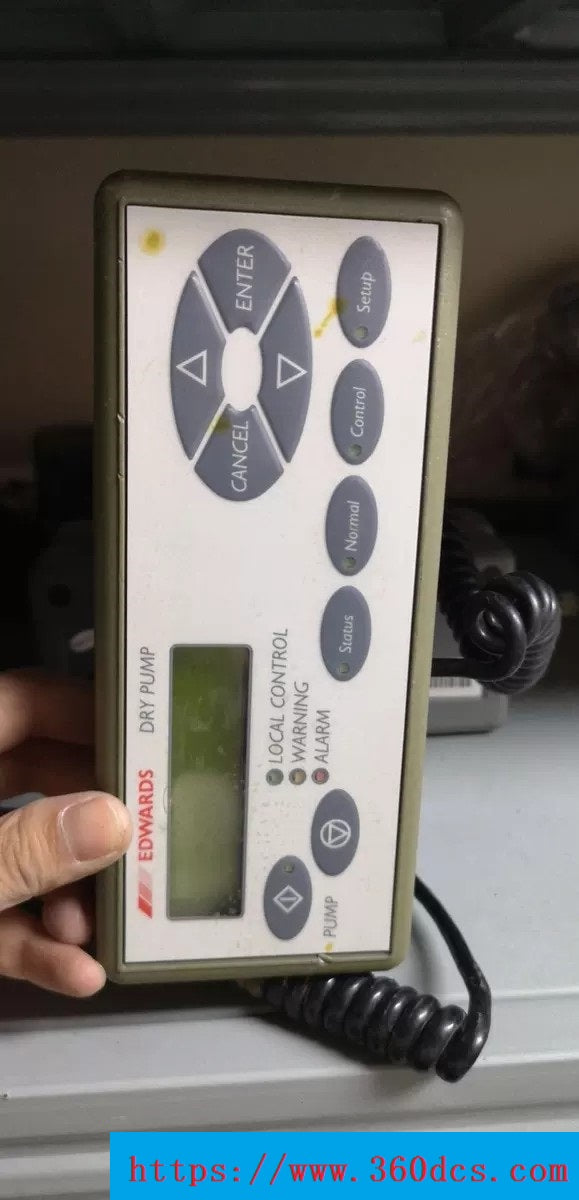 EDWARDS DRY PUMP
LOCAL CONTROL
WARNING
ALARM
PUMP
CANCEL
ENTER
Status
Normal
Control
Setup
https://www.360dcs.com